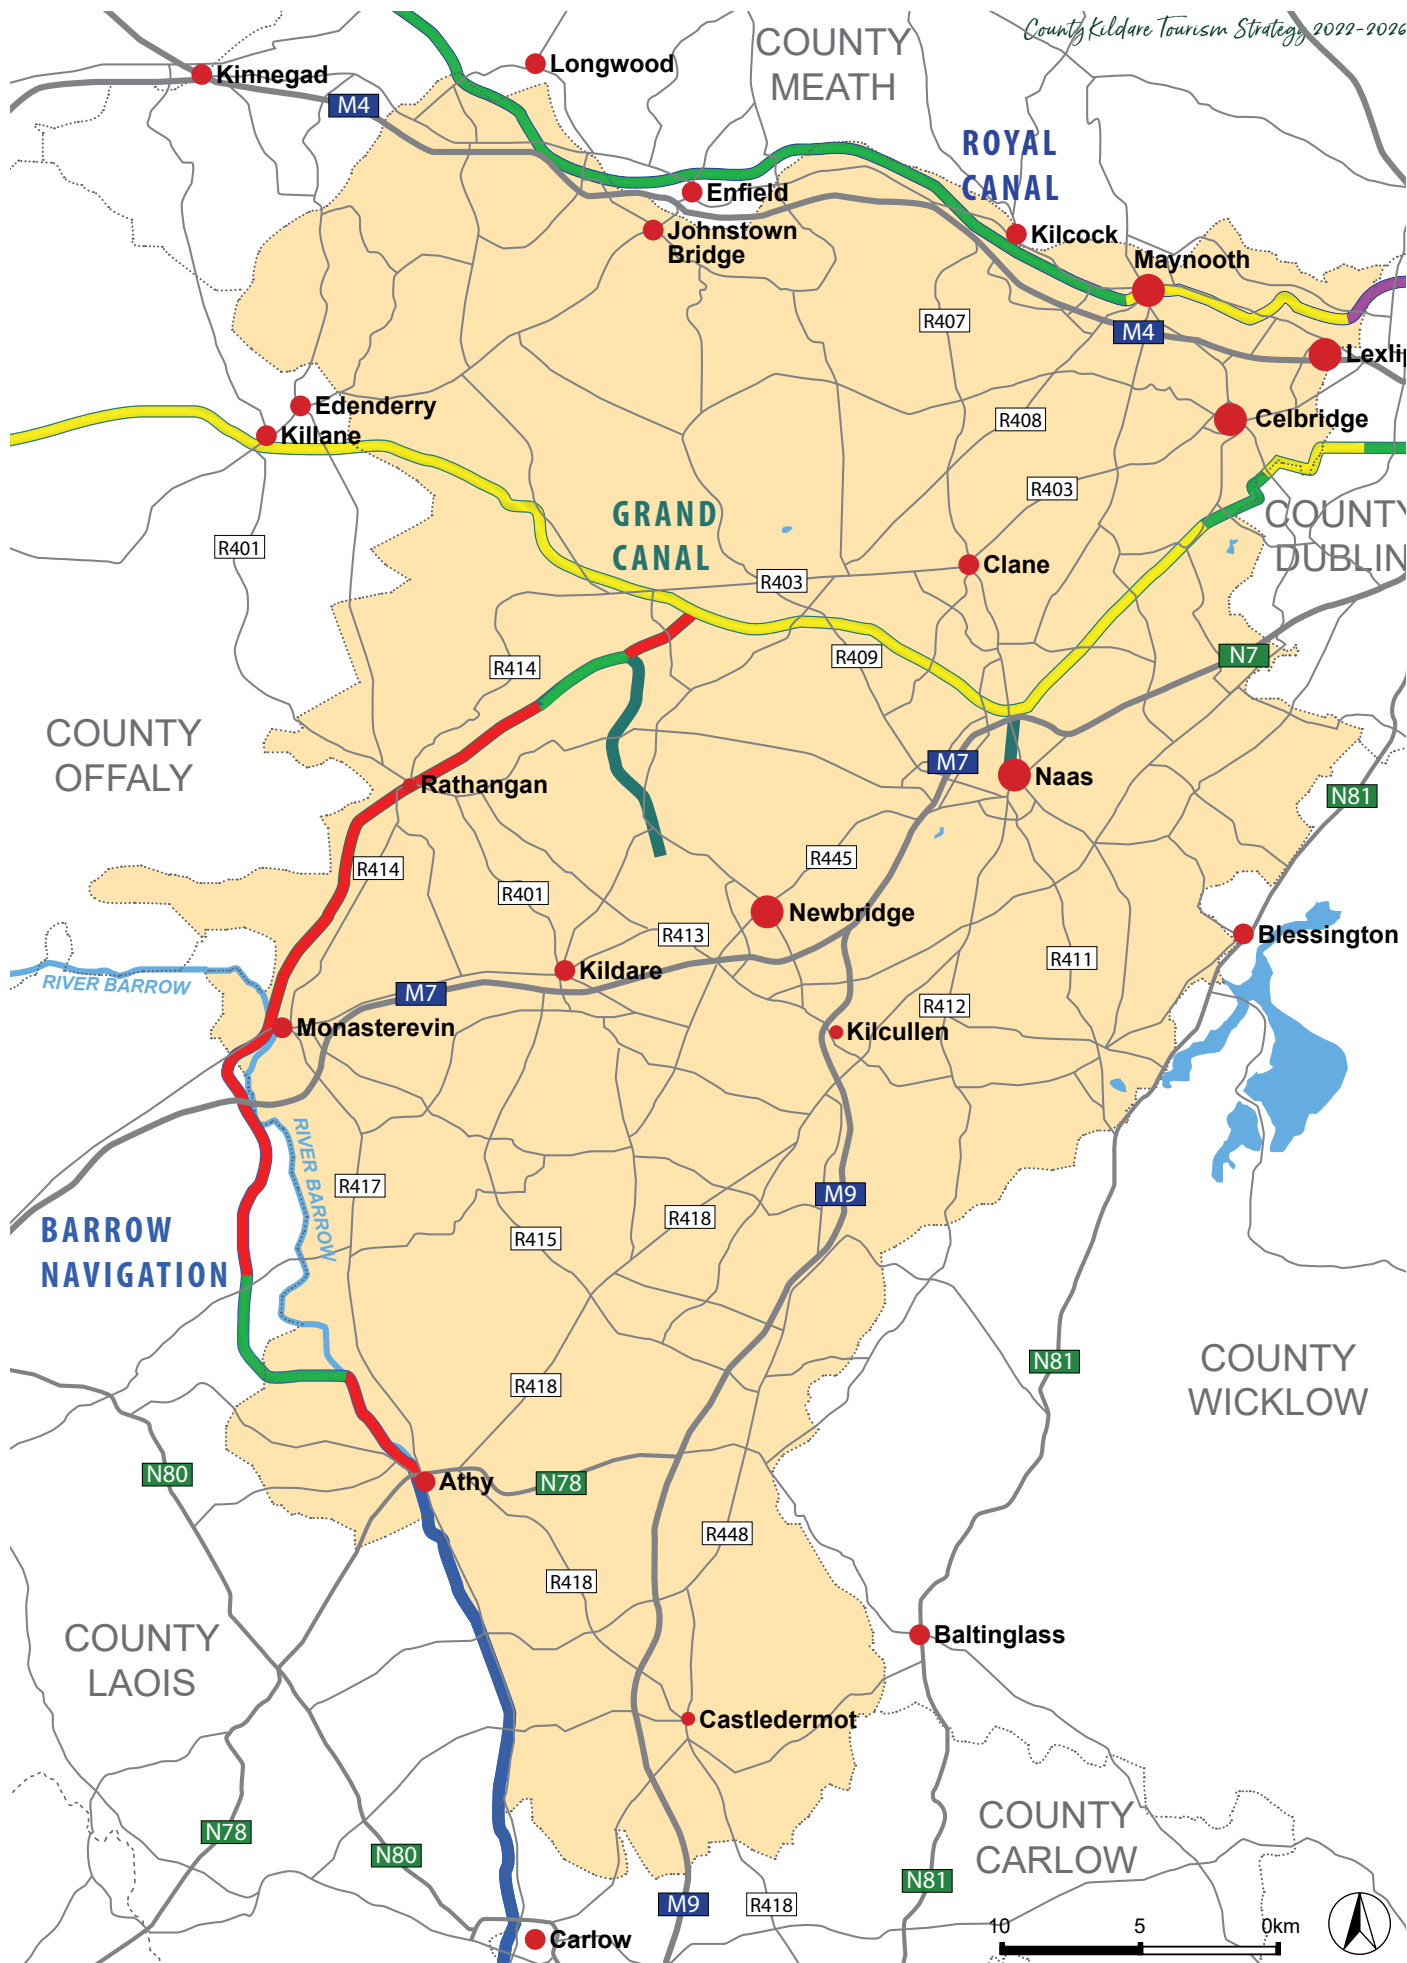 County Kildare Tourism Strategy 2022-2026
COUNTY
MEATH
Longwood
Kinnegad
M4
ROYAL
CANAL
Enfield
Johnstown
Bridge
Kilcock
Maynooth
R407
M4
Lexlip
Edenderry
Celbridge
R408
Killane
R403
GRAND
CANAL
COUNTY
DUBLIN
R401
Clane
R403
R409
N7
R414
COUNTY
OFFALY
M7
Naas
Rathangan
N81
R445
R414
R401
Newbridge
R413
Blessington
R411
Kildare
RIVER BARROW
M7
R412
Monasterevin
Kilcullen
RIVER BARROW
R417
M9
R418
BARROW
NAVIGATION
R415
N81
COUNTY
WICKLOW
R418
N80
Athy
N78
R448
R418
COUNTY
LAOIS
Baltinglass
Castledermot
COUNTY
CARLOW
N78
N80
N81
M9
R418
10 5 0km
Carlow